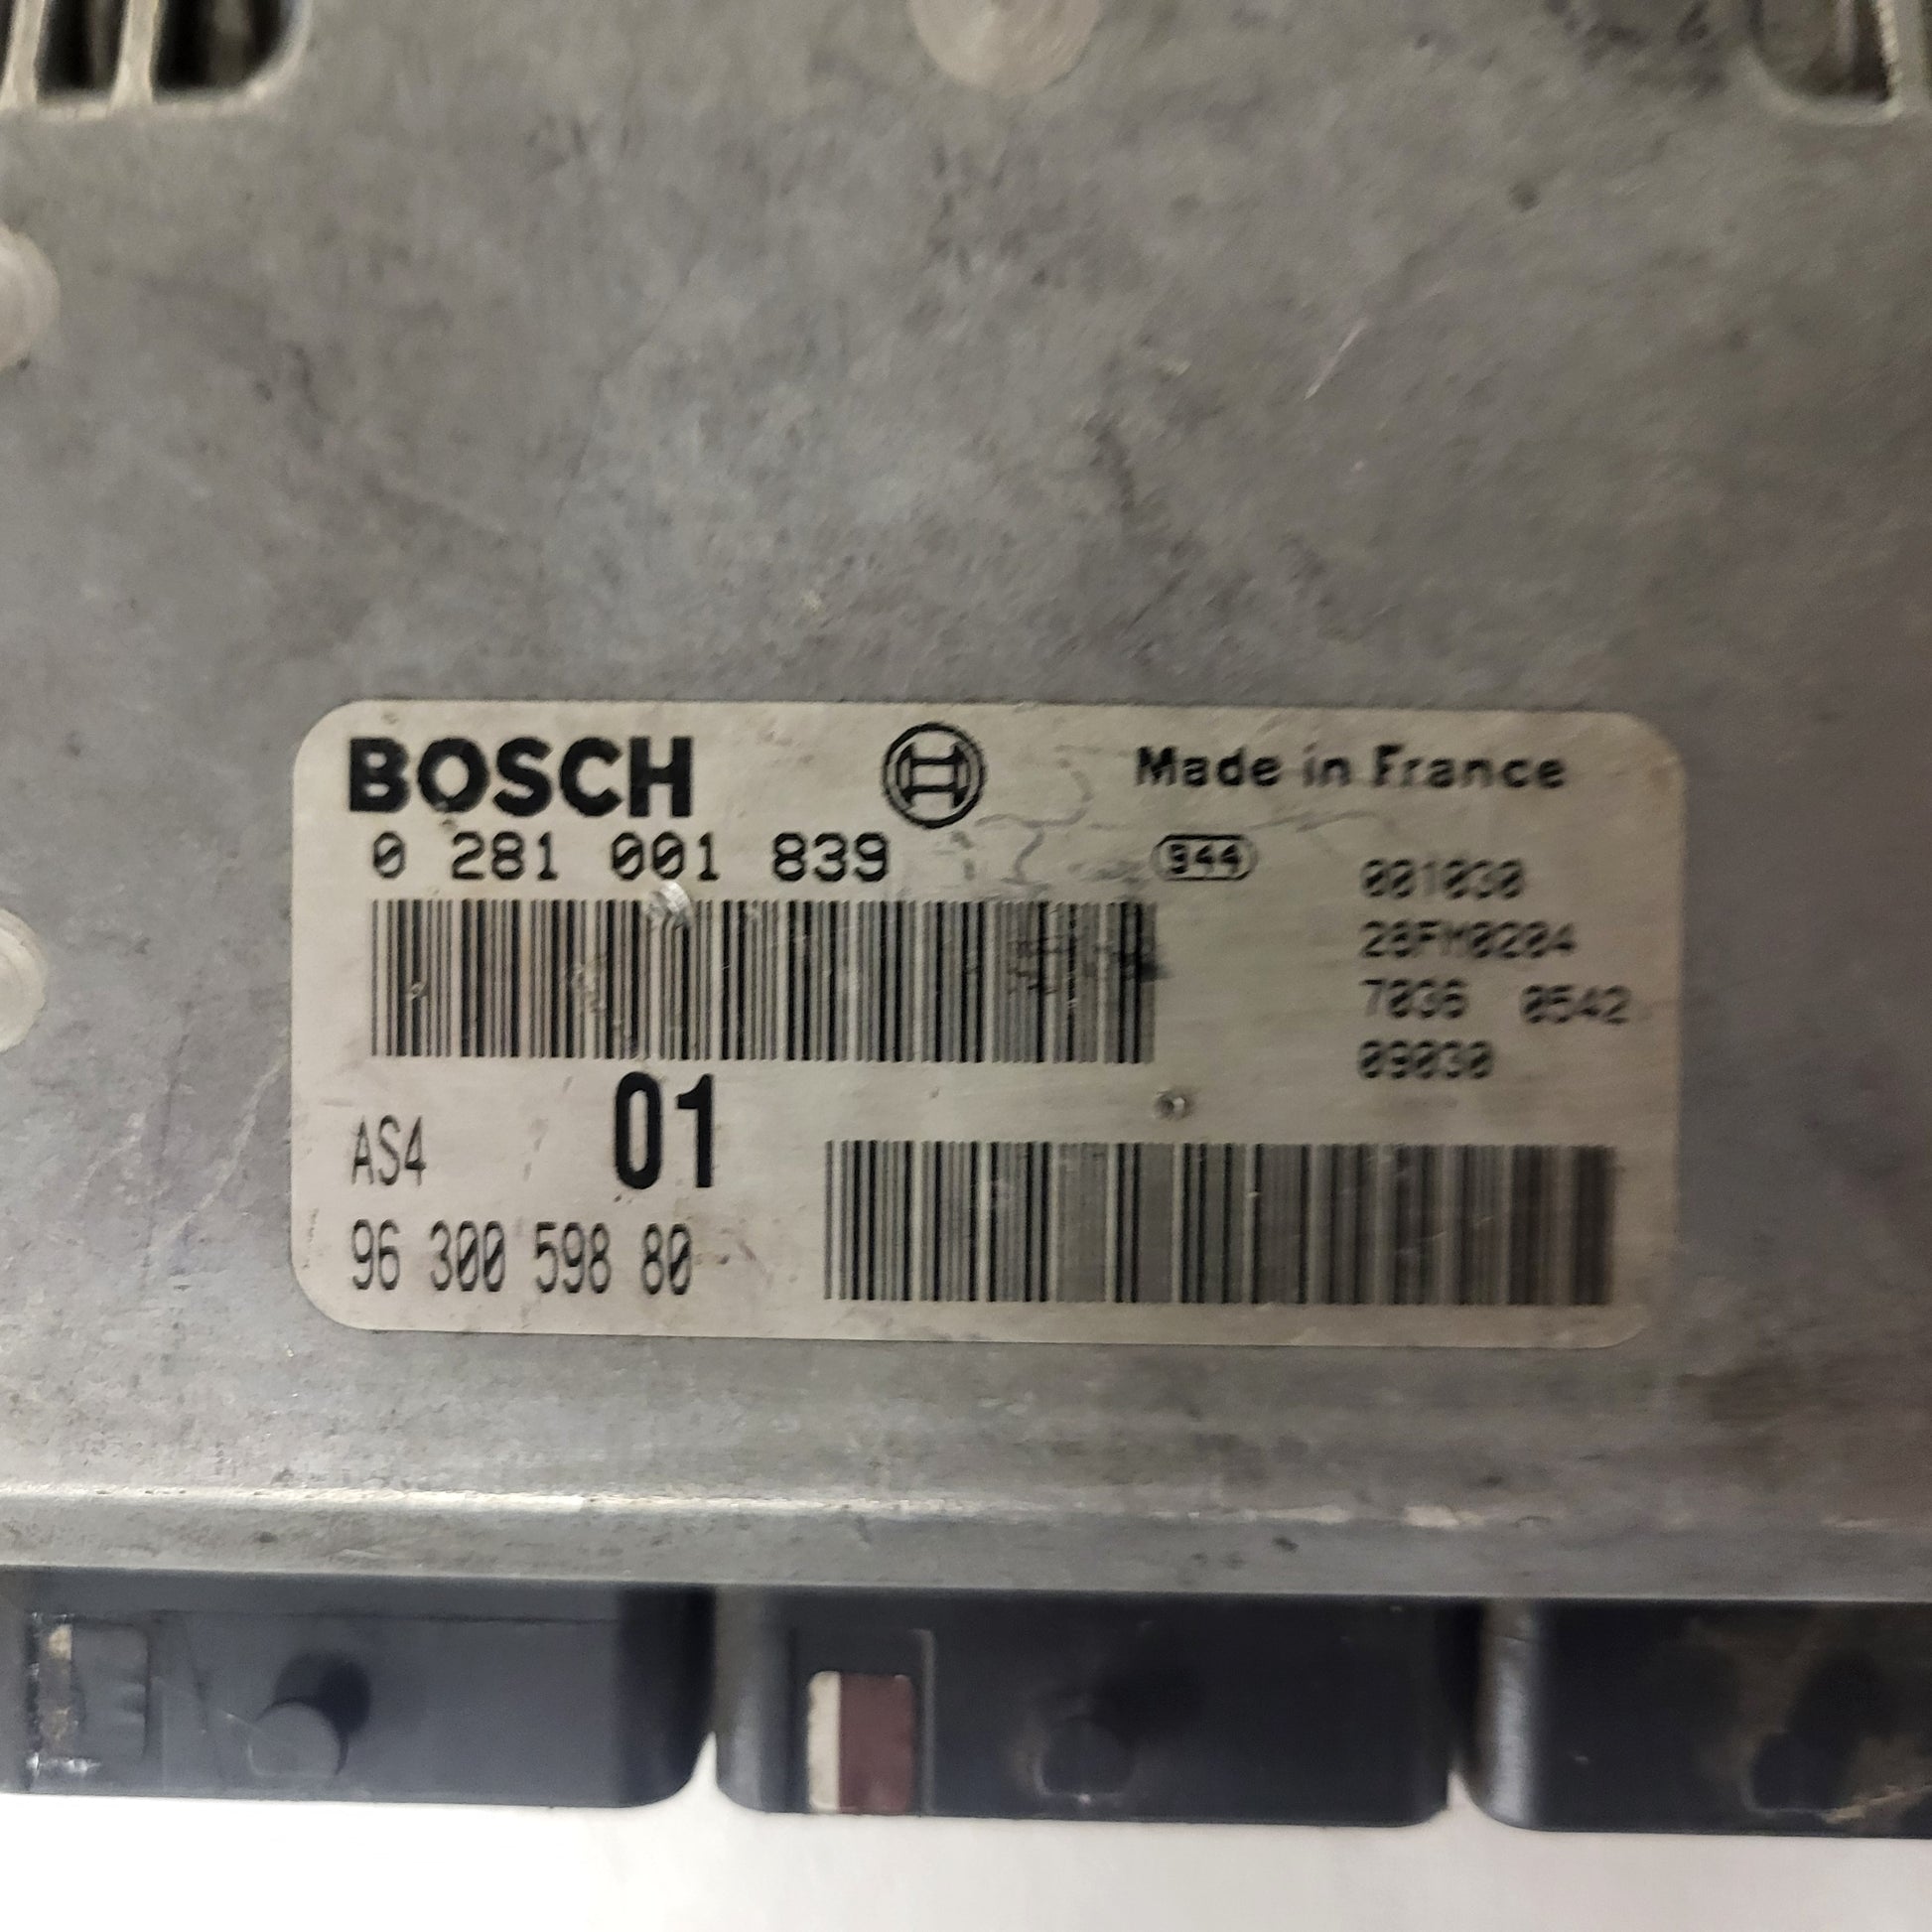 BOSCH Made in France
0 281 001 839 944 001030
28FM0204
7036 0542
09030
01
AS4
96 300 598 80